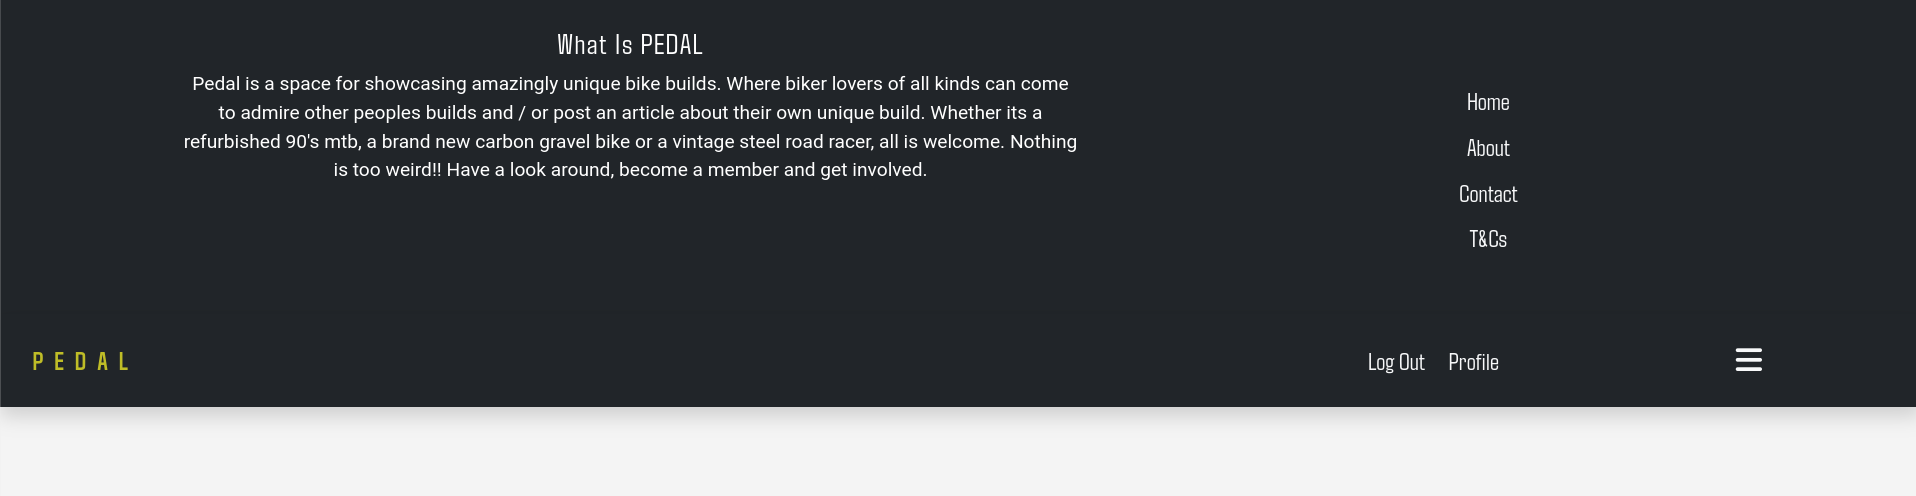 What Is PEDAL
Pedal is a space for showcasing amazingly unique bike builds. Where biker lovers of all kinds can come
to admire other peoples builds and / or post an article about their own unique build. Whether its a
refurbished 90's mtb, a brand new carbon gravel bike or a vintage steel road racer, all is welcome. Nothing
is too weird!! Have a look around, become a member and get involved.
Home
About
Contact
T&Cs
PEDAL
Log Out Profile